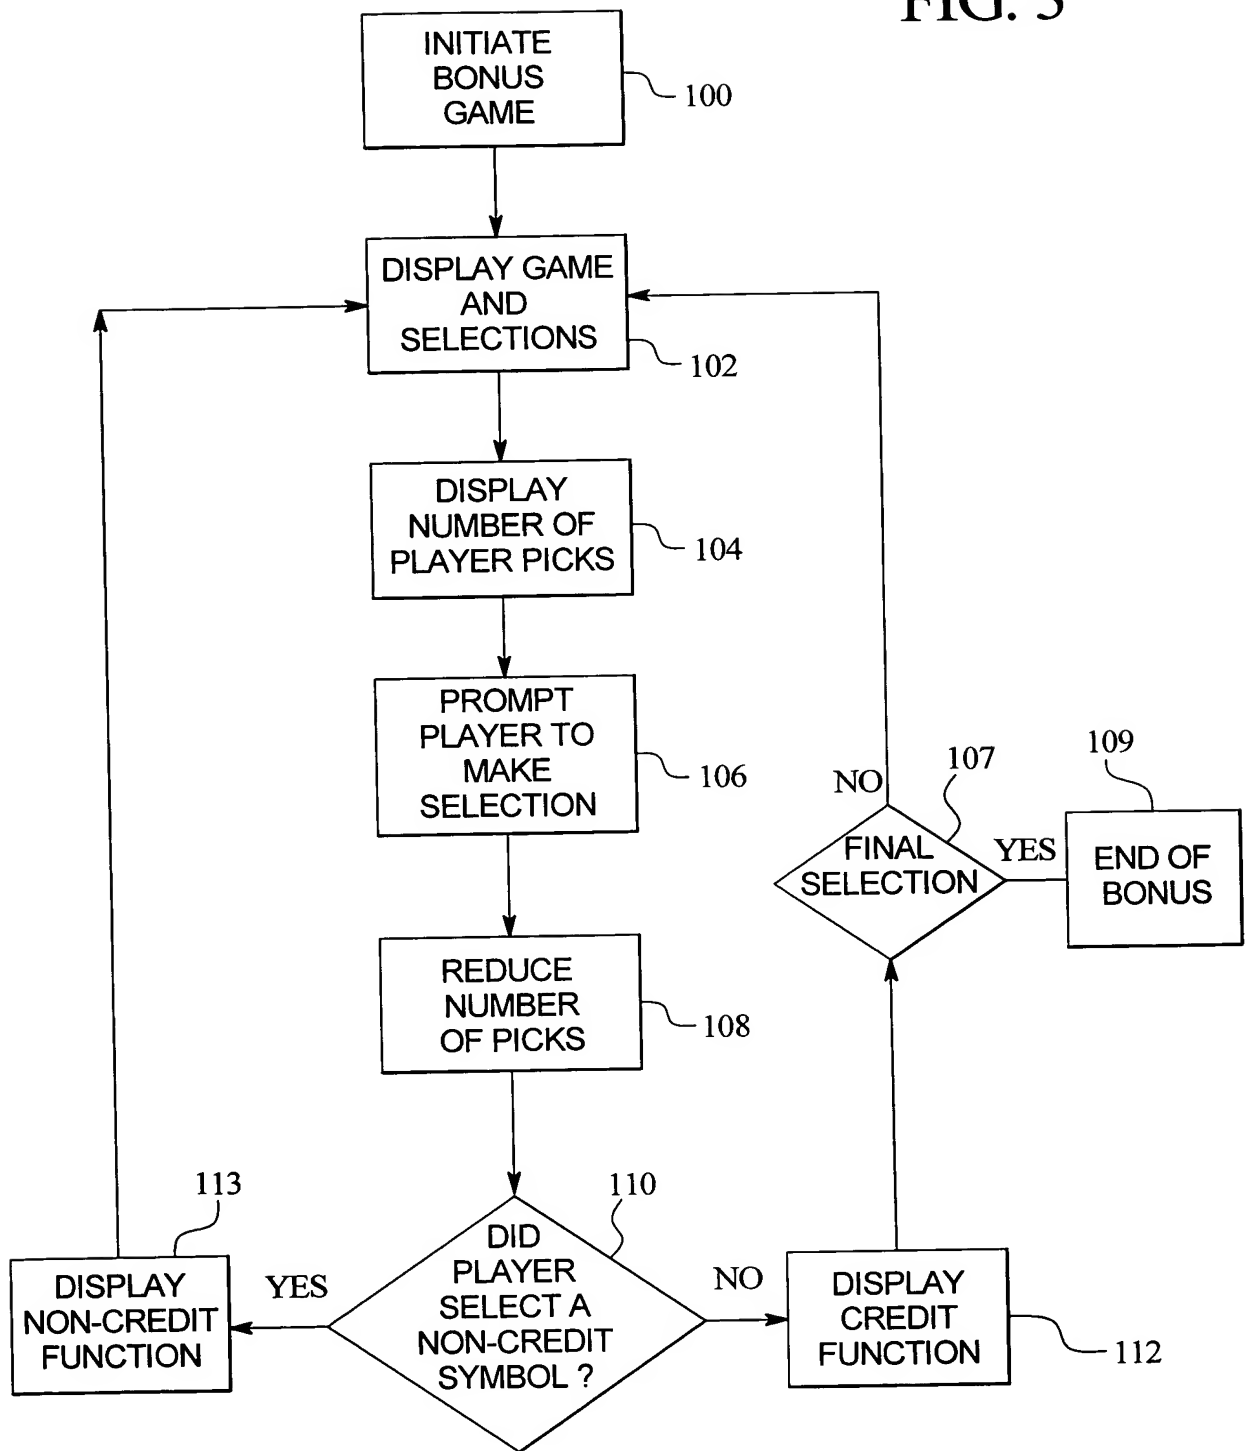 FIG. 3
INITIATE
BONUS
GAME
100
DISPLAY GAME
AND
SELECTIONS
102
DISPLAY
NUMBER OF
PLAYER PICKS
104
PROMPT
PLAYER TO
MAKE
SELECTION
106
107
109
NO
FINAL
SELECTION
YES
END OF
BONUS
REDUCE
NUMBER
OF PICKS
108
113
110
DISPLAY
NON-CREDIT
FUNCTION
YES
DID
PLAYER
SELECT A
NON-CREDIT
SYMBOL ?
NO
DISPLAY
CREDIT
FUNCTION
112